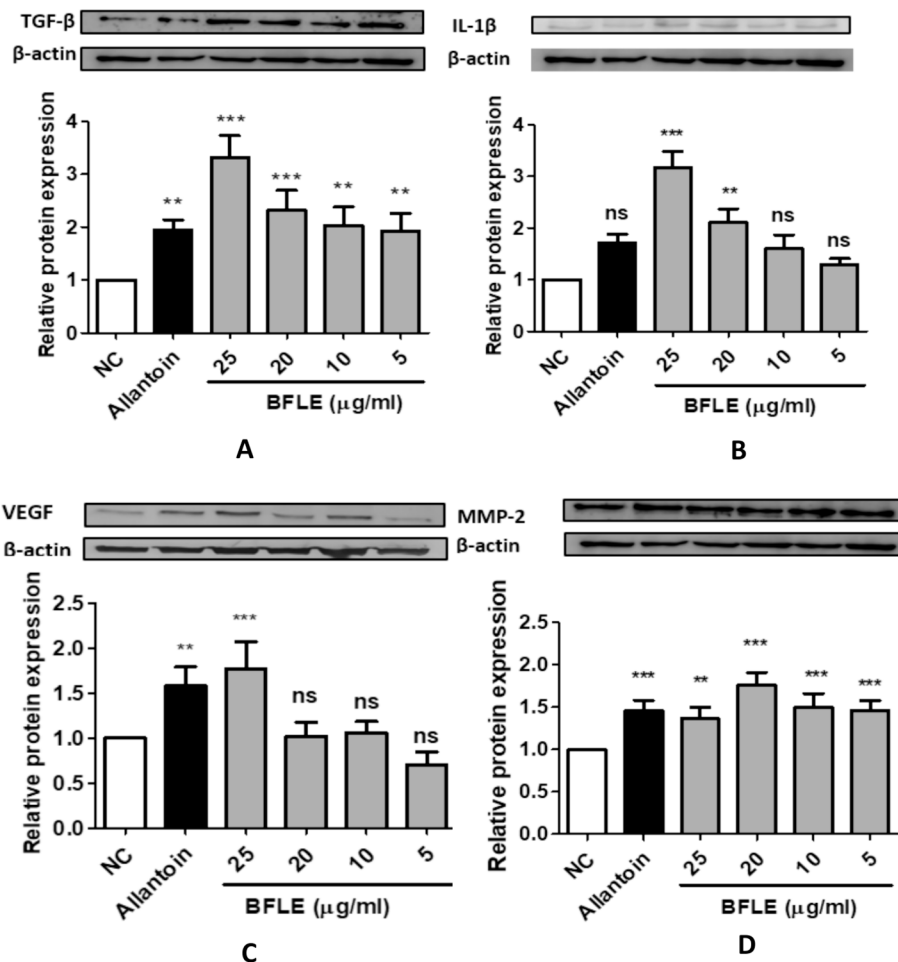 TGF-β
β-actin
Relative protein expression
4
3
2
1
0
***
***
**
**
**
NC
Allantoin
25
20
10
5
BFLE (μg/ml)
A
IL-1β
β-actin
Relative protein expression
4
3
2
1
0
ns
***
**
ns
ns
NC
Allantoin
25
20
10
5
BFLE (μg/ml)
B
VEGF
ß-actin
Relative protein expression
2.5
2.0
1.5
1.0
0.5
0.0
**
***
ns
ns
ns
NC
Allantoin
25
20
10
5
BFLE (μg/ml)
C
MMP-2
β-actin
Relative protein expression
2.5
2.0
1.5
1.0
0.5
0.0
***
**
***
***
***
NC
Allantoin
25
20
10
5
BFLE (μg/ml)
D